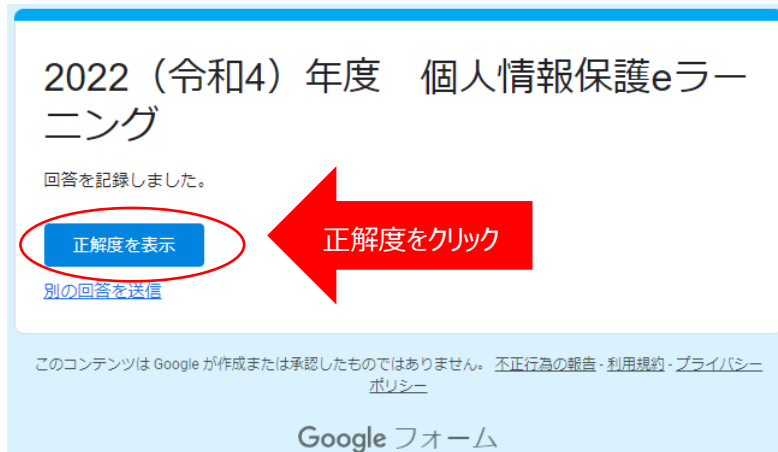 2022（令和4）年度　個人情報保護eラー
ニング
回答を記録しました。
正解度を表示
正解度をクリック
別の回答を送信
このコンテンツは Google が作成または承認したものではありません。 不正行為の報告 - 利用規約 - プライバシー
ポリシー
Google フォーム